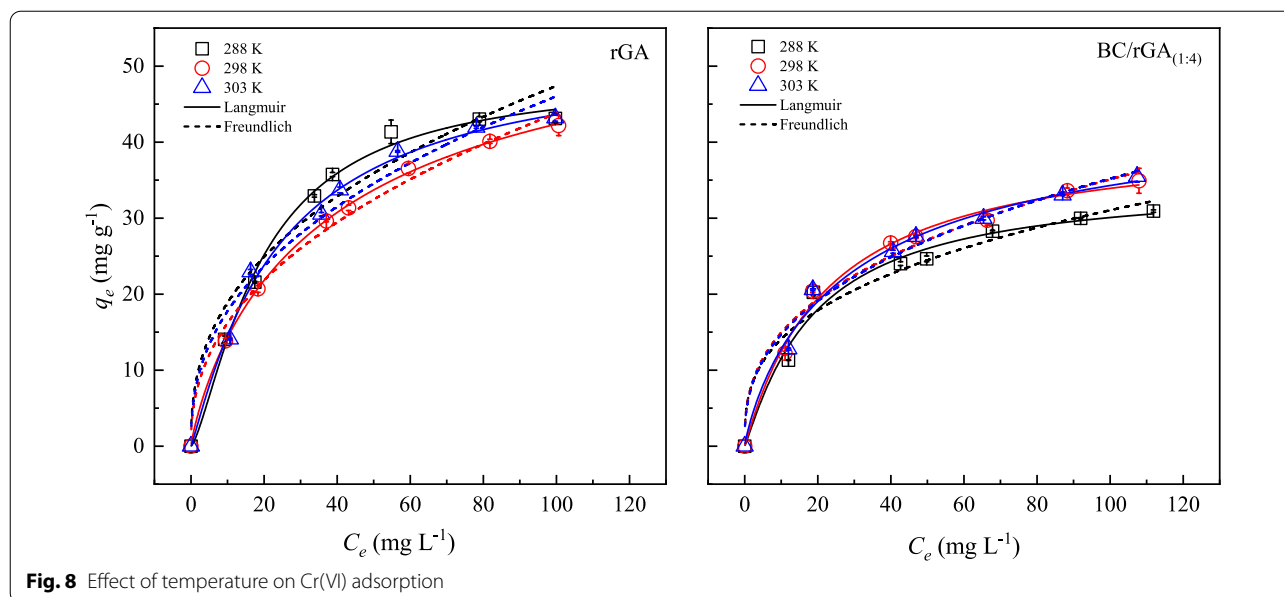 rGA
288 K
298 K
303 K
Langmuir
Freundlich
50
40
30
20
10
0
q_e (mg g⁻¹)
0 20 40 60 80 100 120
C_e (mg L⁻¹)
BC/rGA₍₁:₄₎
288 K
298 K
303 K
Langmuir
Freundlich
0 20 40 60 80 100 120
C_e (mg L⁻¹)
Fig. 8 Effect of temperature on Cr(VI) adsorption